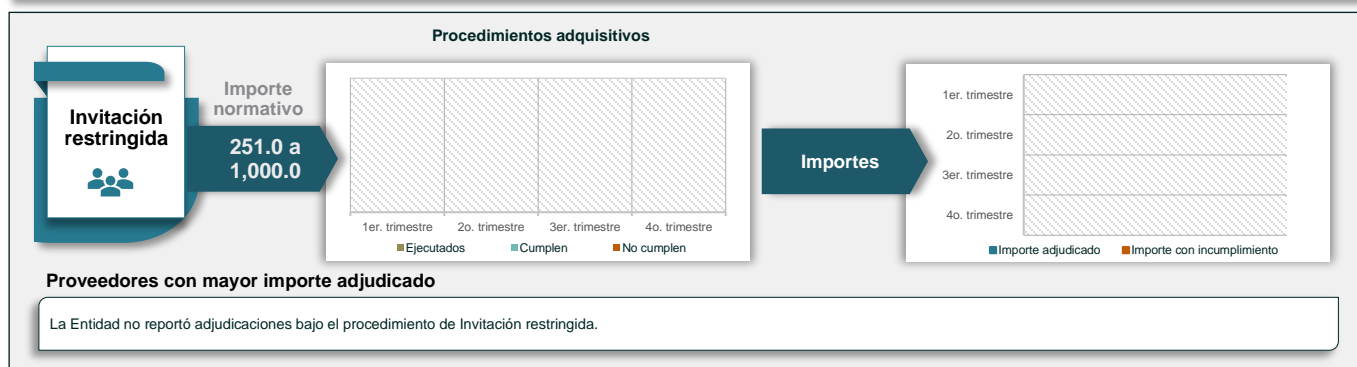 Procedimientos adquisitivos
Invitación
restringida
Importe
normativo
251.0 a
1,000.0
1er. trimestre 2o. trimestre 3er. trimestre 4o. trimestre
Ejecutados Cumplen No cumplen
Importes
1er. trimestre
2o. trimestre
3er. trimestre
4o. trimestre
Importe adjudicado Importe con incumplimiento
Proveedores con mayor importe adjudicado
La Entidad no reportó adjudicaciones bajo el procedimiento de Invitación restringida.